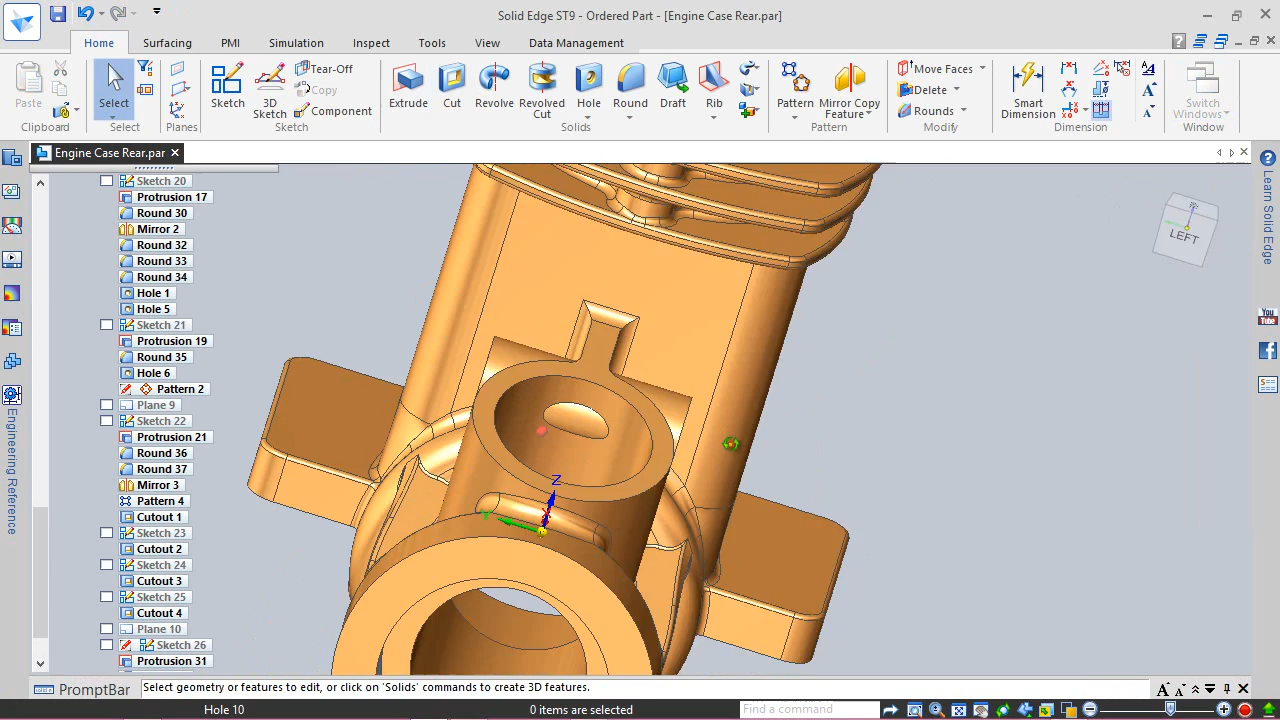 Solid Edge ST9 - Ordered Part - [Engine Case Rear.par]
Home Surfacing PMI Simulation Inspect Tools View Data Management
Paste
Clipboard
Select
Select
Planes
Sketch
3D Sketch
Tear-Off
Copy
Component
Sketch
Extrude
Cut
Revolve
Revolved Cut
Hole
Round
Draft
Rib
Solids
Pattern
Mirror Copy Feature
Pattern
Move Faces
Delete
Rounds
Modify
Smart Dimension
Dimension
Switch Windows
Window
Engine Case Rear.par
Sketch 20
Protrusion 17
Round 30
Mirror 2
Round 32
Round 33
Round 34
Hole 1
Hole 5
Sketch 21
Protrusion 19
Round 35
Hole 6
Pattern 2
Plane 9
Sketch 22
Protrusion 21
Round 36
Round 37
Mirror 3
Pattern 4
Cutout 1
Sketch 23
Cutout 2
Sketch 24
Cutout 3
Sketch 25
Cutout 4
Plane 10
Sketch 26
Protrusion 31
Engineering Reference
LEFT
Z
Y
X
Learn Solid Edge
You Tube
PromptBar
Select geometry or features to edit, or click on 'Solids' commands to create 3D features.
Hole 10
0 items are selected
Find a command